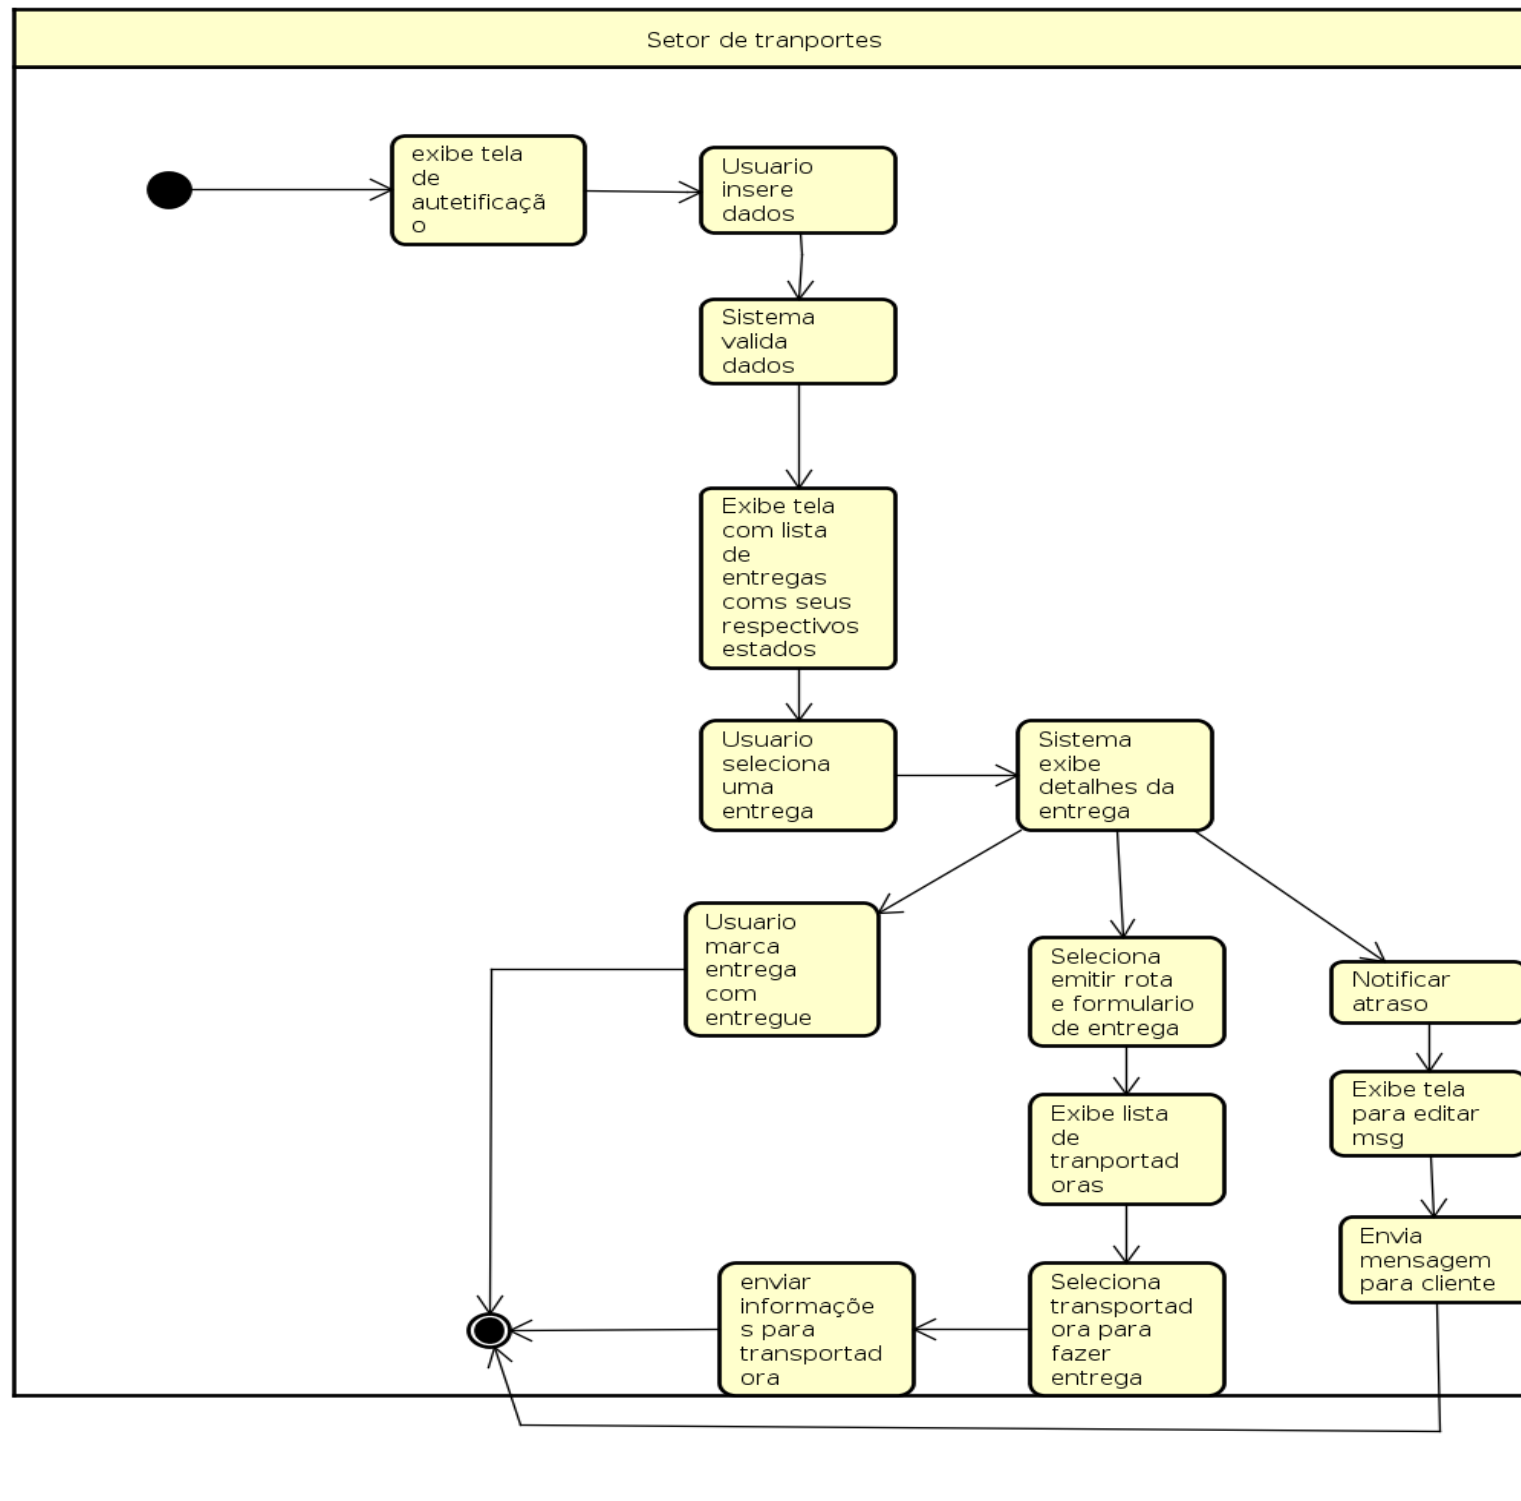 Setor de tranportes
exibe tela
de
autetificaçã
o
Usuario
insere
dados
Sistema
valida
dados
Exibe tela
com lista
de
entregas
coms seus
respectivos
estados
Usuario
seleciona
uma
entrega
Sistema
exibe
detalhes da
entrega
Usuario
marca
entrega
com
entregue
Seleciona
emitir rota
e formulario
de entrega
Notificar
atraso
Exibe lista
de
tranportad
oras
Exibe tela
para editar
msg
Envia
mensagem
para cliente
enviar
informaçõe
s para
transportad
ora
Seleciona
transportad
ora para
fazer
entrega